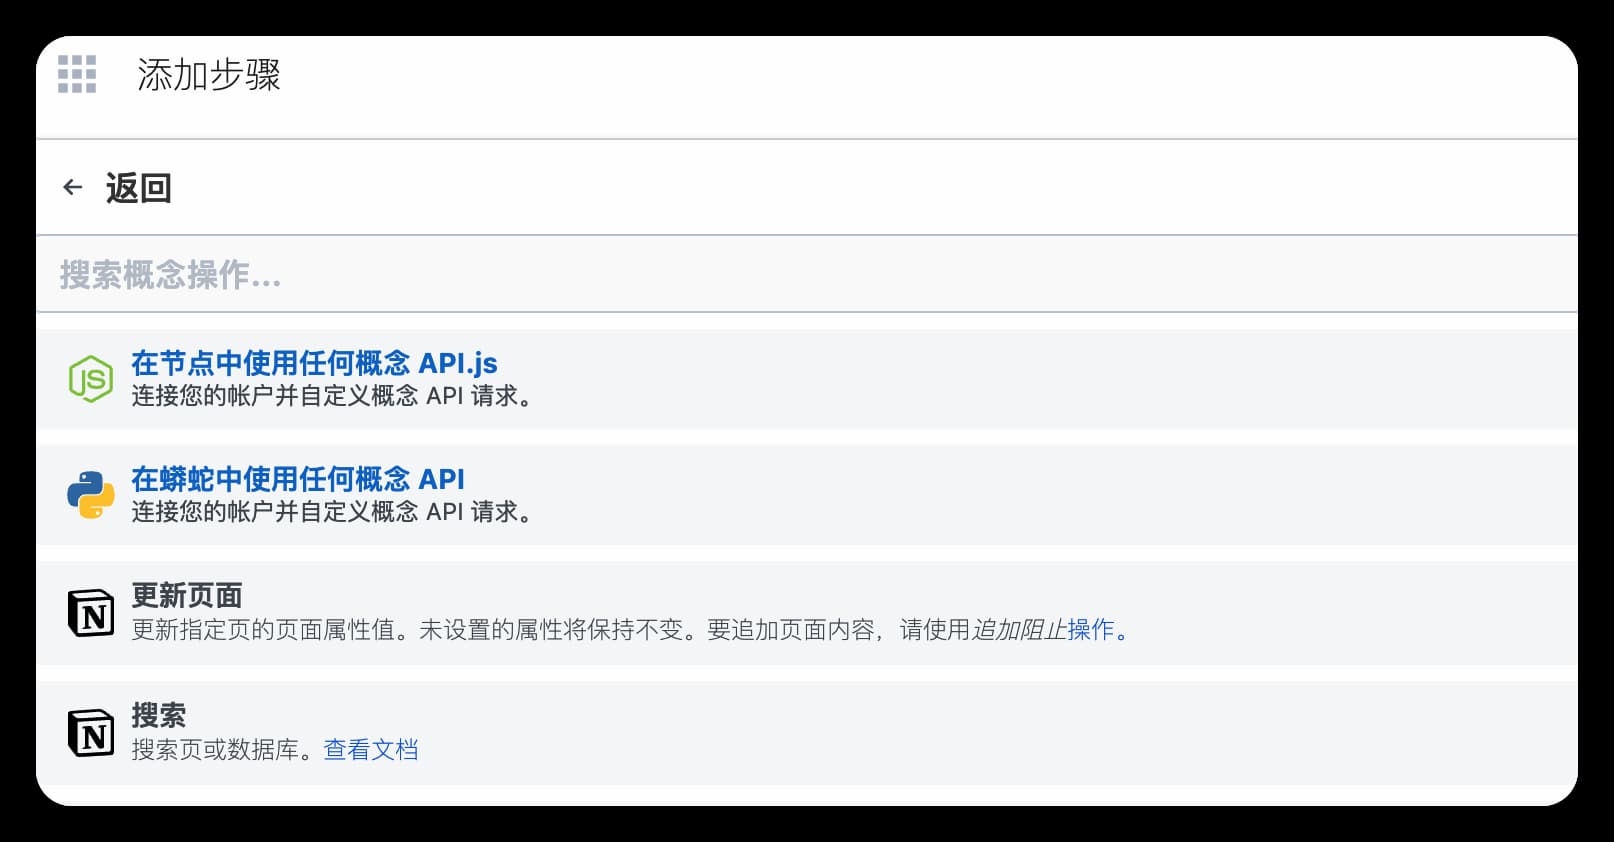 添加步骤
← 返回
搜索概念操作...
在节点中使用任何概念 API.js
连接您的帐户并自定义概念 API 请求。
在蟒蛇中使用任何概念 API
连接您的帐户并自定义概念 API 请求。
更新页面
更新指定页的页面属性值。未设置的属性将保持不变。要追加页面内容，请使用追加阻止操作。
搜索
搜索页或数据库。查看文档